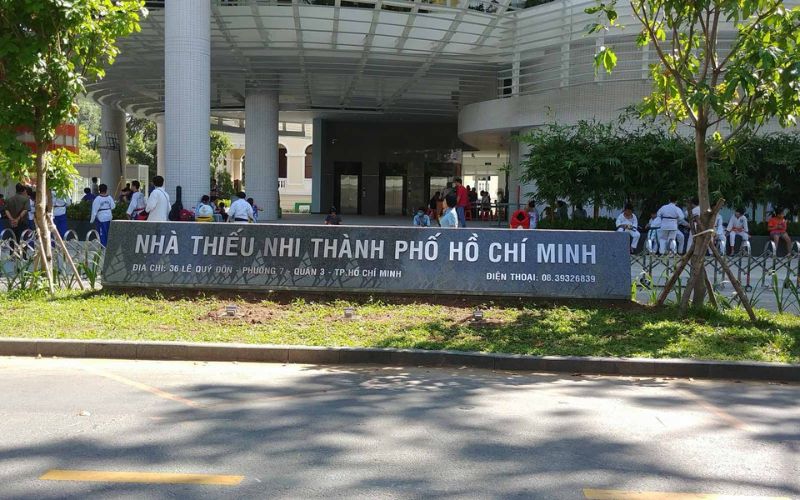 NHÀ THIẾU NHI THÀNH PHỐ HỒ CHÍ MINH
ĐỊA CHỈ: 36 LÊ QUÝ ĐÔN - PHƯỜNG 7 - QUẬN 3 - TP.HỒ CHÍ MINH ĐIỆN THOẠI: 08.39326839